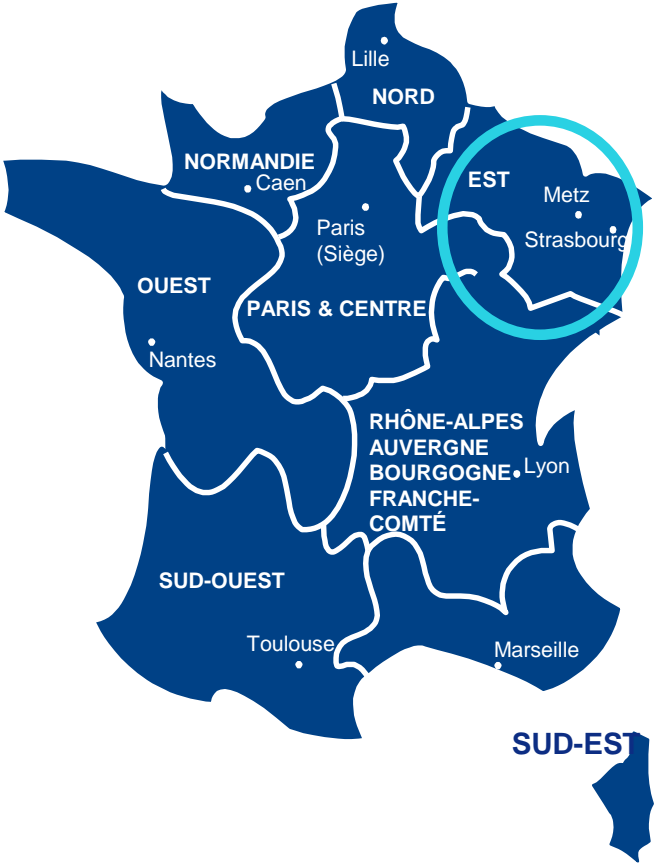 Lille
NORD
NORMANDIE
Caen
EST
Metz
Strasbourg
Paris
(Siège)
OUEST
PARIS & CENTRE
Nantes
RHÔNE-ALPES
AUVERGNE
BOURGOGNE
FRANCHE-
COMTÉ
Lyon
SUD-OUEST
Toulouse
Marseille
SUD-EST